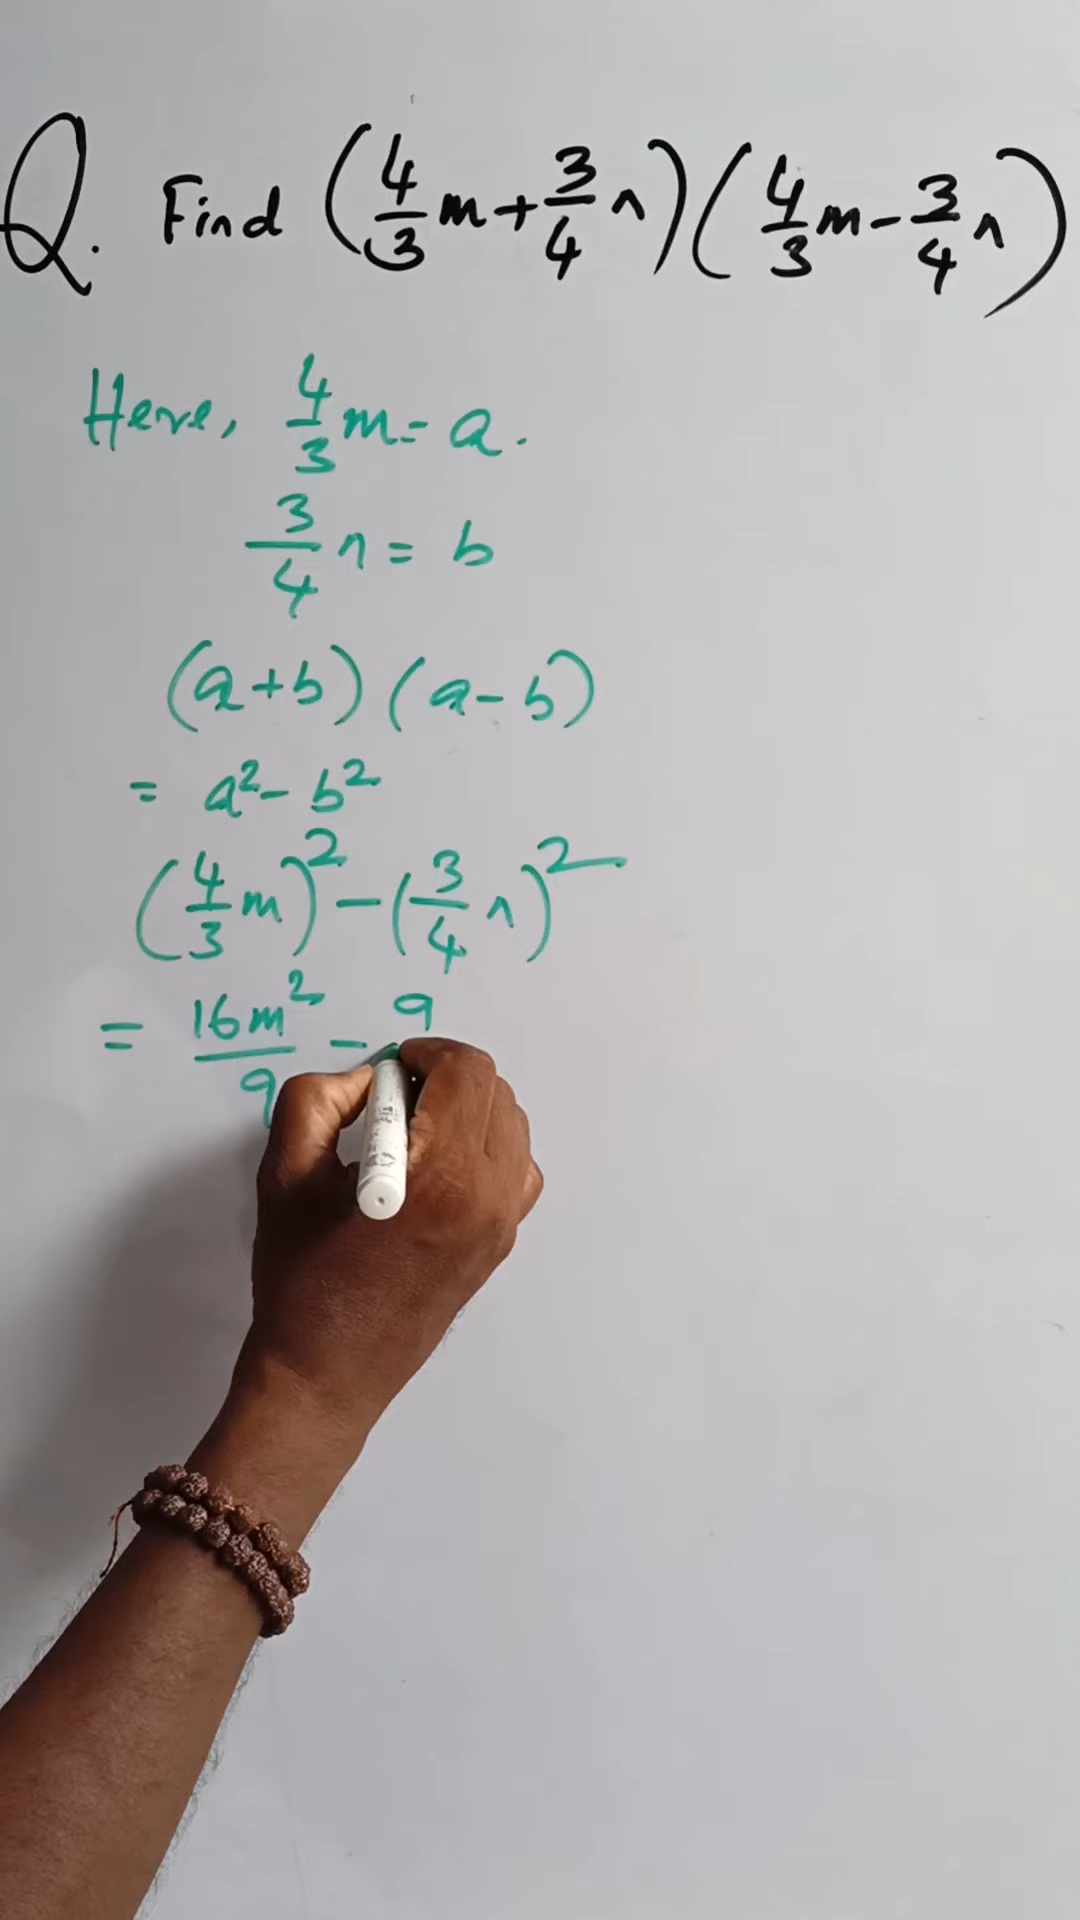 Q. Find (4/3 m + 3/4 n)(4/3 m - 3/4 n)
Here, 4/3 m = a.
3/4 n = b
(a+b) (a-b)
= a² - b²
(4/3 m)² - (3/4 n)²
= 16m²/9 - 9